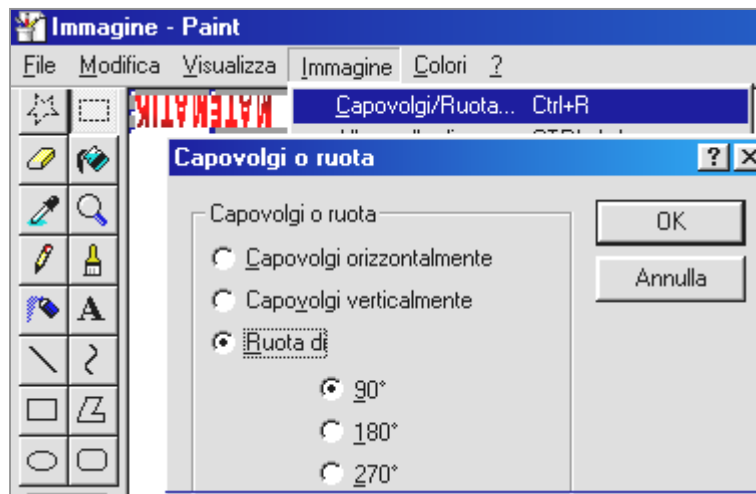 Immagine - Paint
File Modifica Visualizza Immagine Colori ?
MATEMATIK
Capovolgi/Ruota... Ctrl+R
Capovolgi o ruota
Capovolgi o ruota
OK
Capovolgi orizzontalmente
Annulla
Capovolgi verticalmente
Ruota di
90°
180°
270°
A